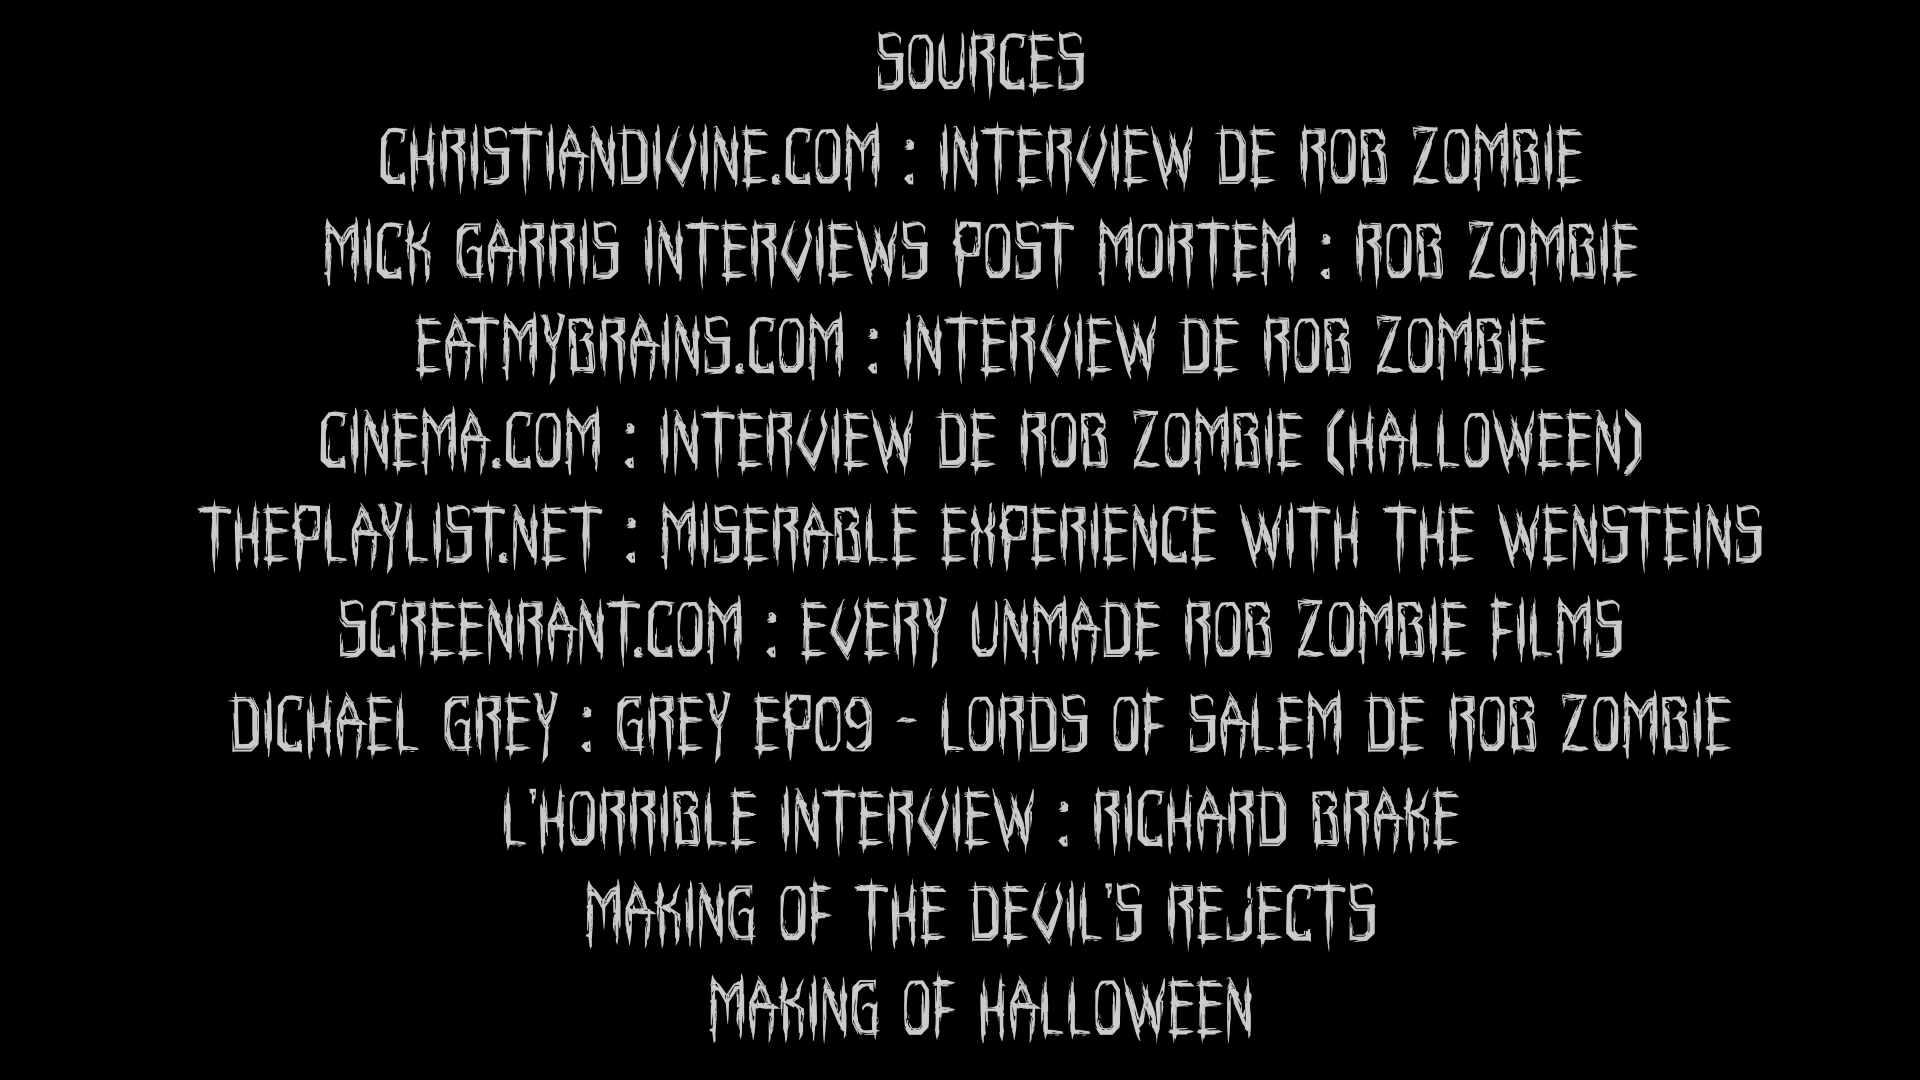 SOURCES
CHRISTIANDIVINE.COM : INTERVIEW DE ROB ZOMBIE
MICK GARRIS INTERVIEWS POST MORTEM : ROB ZOMBIE
EATMYBRAINS.COM : INTERVIEW DE ROB ZOMBIE
CINEMA.COM : INTERVIEW DE ROB ZOMBIE (HALLOWEEN)
THEPLAYLIST.NET : MISERABLE EXPERIENCE WITH THE WENSTEINS
SCREENRANT.COM : EVERY UNMADE ROB ZOMBIE FILMS
DICHAEL GREY : GREY EP09 - LORDS OF SALEM DE ROB ZOMBIE
L'HORRIBLE INTERVIEW : RICHARD BRAKE
MAKING OF THE DEVIL'S REJECTS
MAKING OF HALLOWEEN